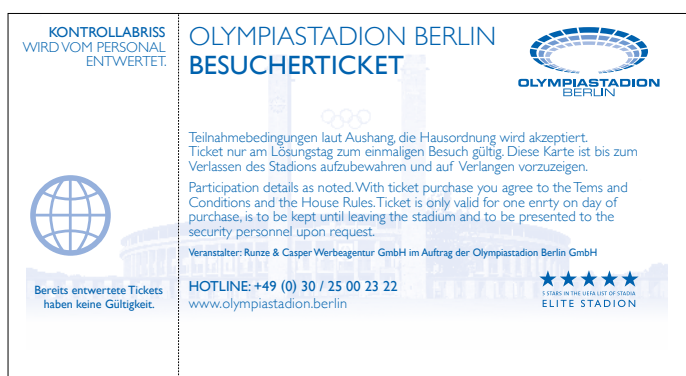 KONTROLLABRISS
WIRD VOM PERSONAL
ENTWERTET.
Bereits entwertete Tickets
haben keine Gültigkeit.
OLYMPIASTADION BERLIN
BESUCHERTICKET
OLYMPIASTADION
BERLIN
Teilnahmebedingungen laut Aushang, die Hausordnung wird akzeptiert.
Ticket nur am Lösungstag zum einmaligen Besuch gültig. Diese Karte ist bis zum
Verlassen des Stadions aufzubewahren und auf Verlangen vorzuzeigen.
Participation details as noted. With ticket purchase you agree to the Tems and
Conditions and the House Rules. Ticket is only valid for one enrty on day of
purchase, is to be kept until leaving the stadium and to be presented to the
security personnel upon request.
Veranstalter: Runze & Casper Werbeagentur GmbH im Auftrag der Olympiastadion Berlin GmbH
HOTLINE: +49 (0) 30 / 25 00 23 22
www.olympiastadion.berlin
5 STARS IN THE UEFA LIST OF STADIA
ELITE STADION